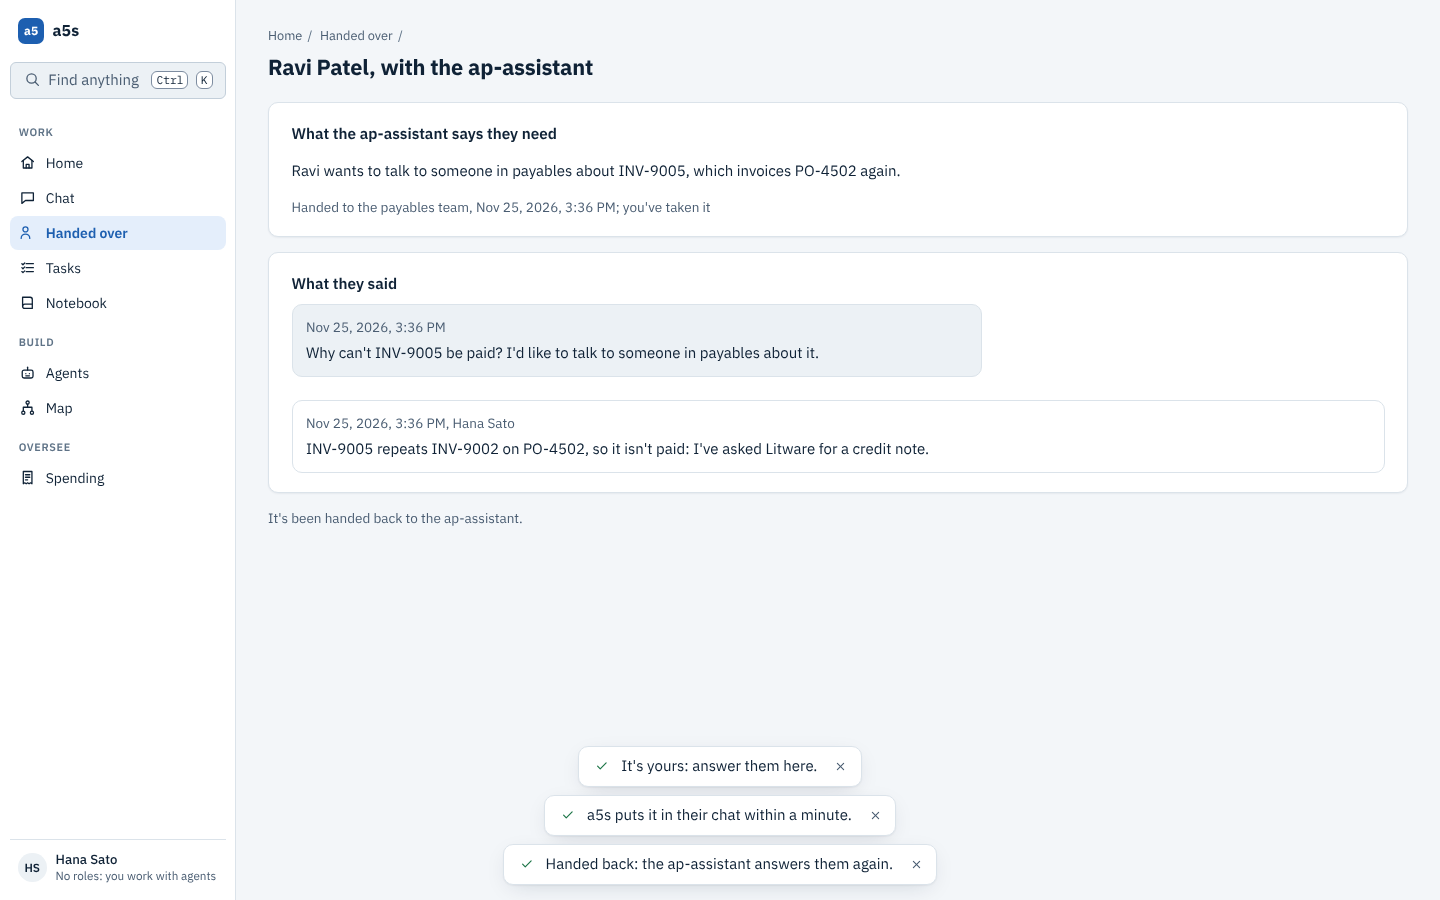 a5 a5s
Find anything Ctrl K
WORK
Home
Chat
Handed over
Tasks
Notebook
BUILD
Agents
Map
OVERSEE
Spending
HS Hana Sato
No roles: you work with agents
Home / Handed over /
Ravi Patel, with the ap-assistant
What the ap-assistant says they need
Ravi wants to talk to someone in payables about INV-9005, which invoices PO-4502 again.
Handed to the payables team, Nov 25, 2026, 3:36 PM; you've taken it
What they said
Nov 25, 2026, 3:36 PM
Why can't INV-9005 be paid? I'd like to talk to someone in payables about it.
Nov 25, 2026, 3:36 PM, Hana Sato
INV-9005 repeats INV-9002 on PO-4502, so it isn't paid: I've asked Litware for a credit note.
It's been handed back to the ap-assistant.
It's yours: answer them here.
a5s puts it in their chat within a minute.
Handed back: the ap-assistant answers them again.